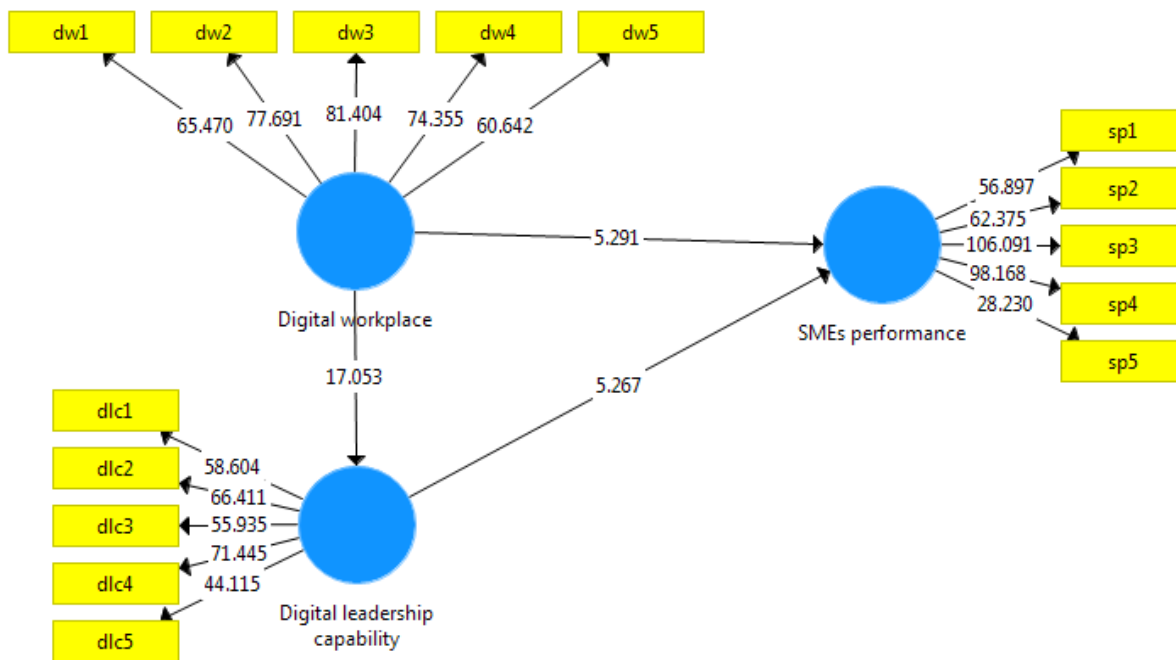 dw1
dw2
dw3
dw4
dw5
65.470
77.691
81.404
74.355
60.642
sp1
sp2
sp3
sp4
sp5
56.897
62.375
106.091
98.168
28.230
5.291
Digital workplace
SMEs performance
17.053
5.267
dlc1
dlc2
dlc3
dlc4
dlc5
58.604
66.411
55.935
71.445
44.115
Digital leadership
capability